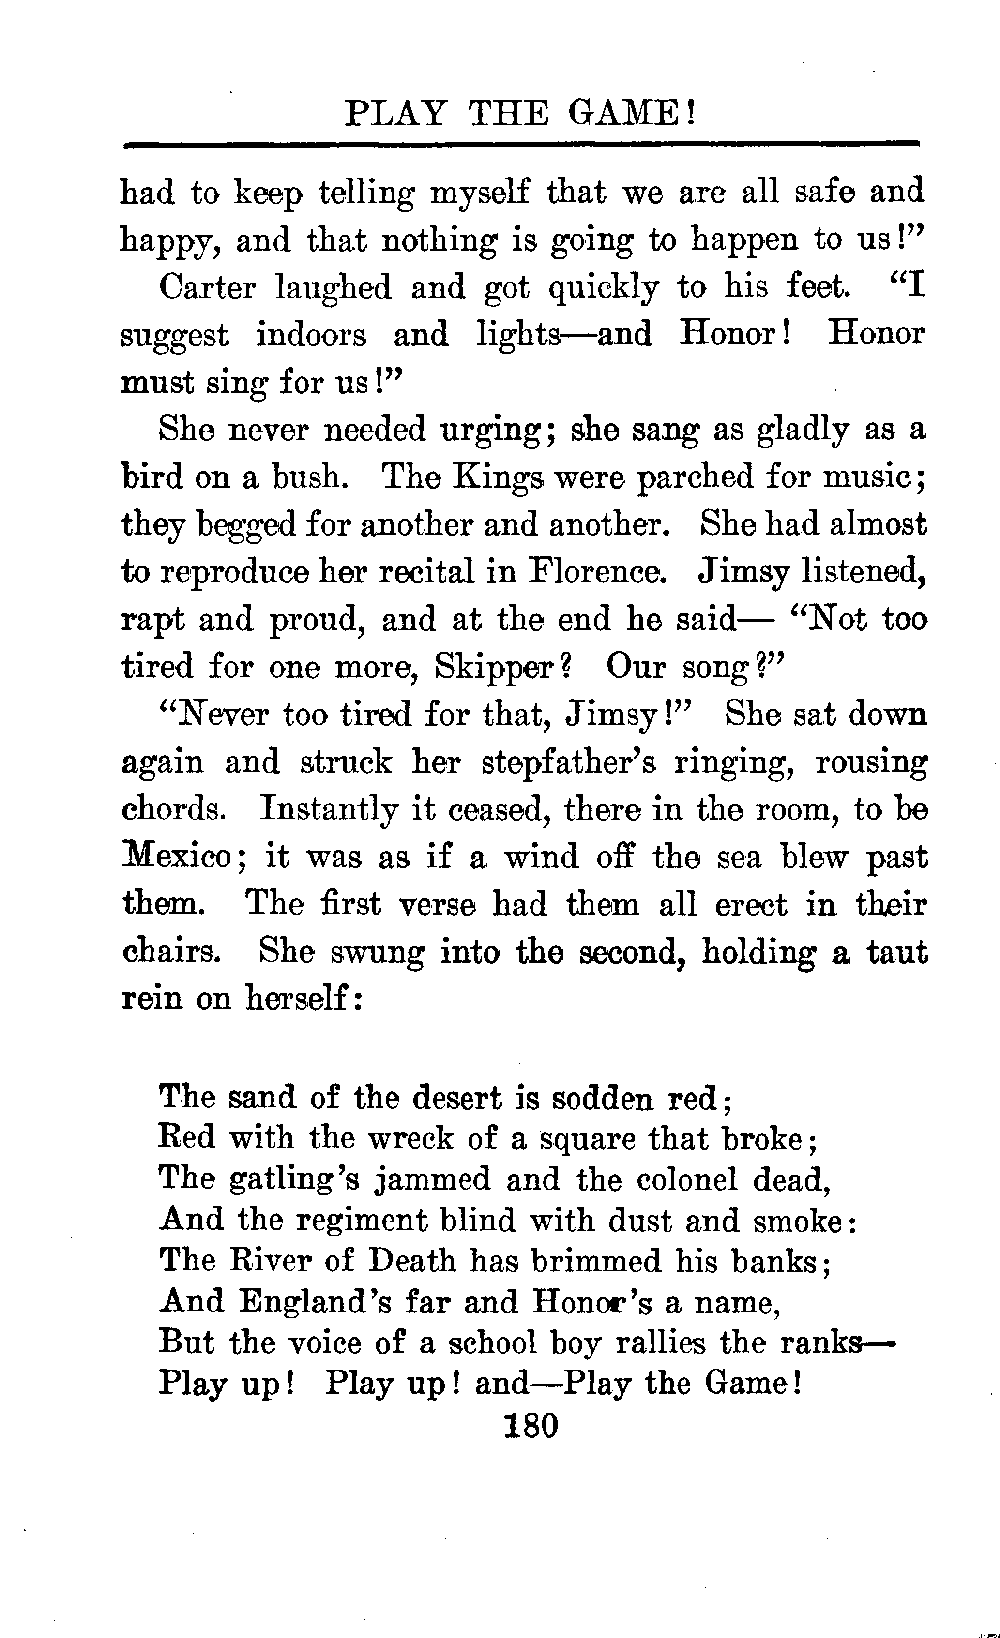 PLAY THE GAME!
had to keep telling myself that we are all safe and
happy, and that nothing is going to happen to us!”
Carter laughed and got quickly to his feet. “I
suggest indoors and lights—and Honor! Honor
must sing for us!”
She never needed urging; she sang as gladly as a
bird on a bush. The Kings were parched for music;
they begged for another and another. She had almost
to reproduce her recital in Florence. Jimsy listened,
rapt and proud, and at the end he said— “Not too
tired for one more, Skipper? Our song?”
“Never too tired for that, Jimsy!” She sat down
again and struck her stepfather’s ringing, rousing
chords. Instantly it ceased, there in the room, to be
Mexico; it was as if a wind off the sea blew past
them. The first verse had them all erect in their
chairs. She swung into the second, holding a taut
rein on herself:
The sand of the desert is sodden red;
Red with the wreck of a square that broke;
The gatling’s jammed and the colonel dead,
And the regiment blind with dust and smoke:
The River of Death has brimmed his banks;
And England’s far and Honor’s a name,
But the voice of a school boy rallies the ranks—
Play up! Play up! and—Play the Game!
180